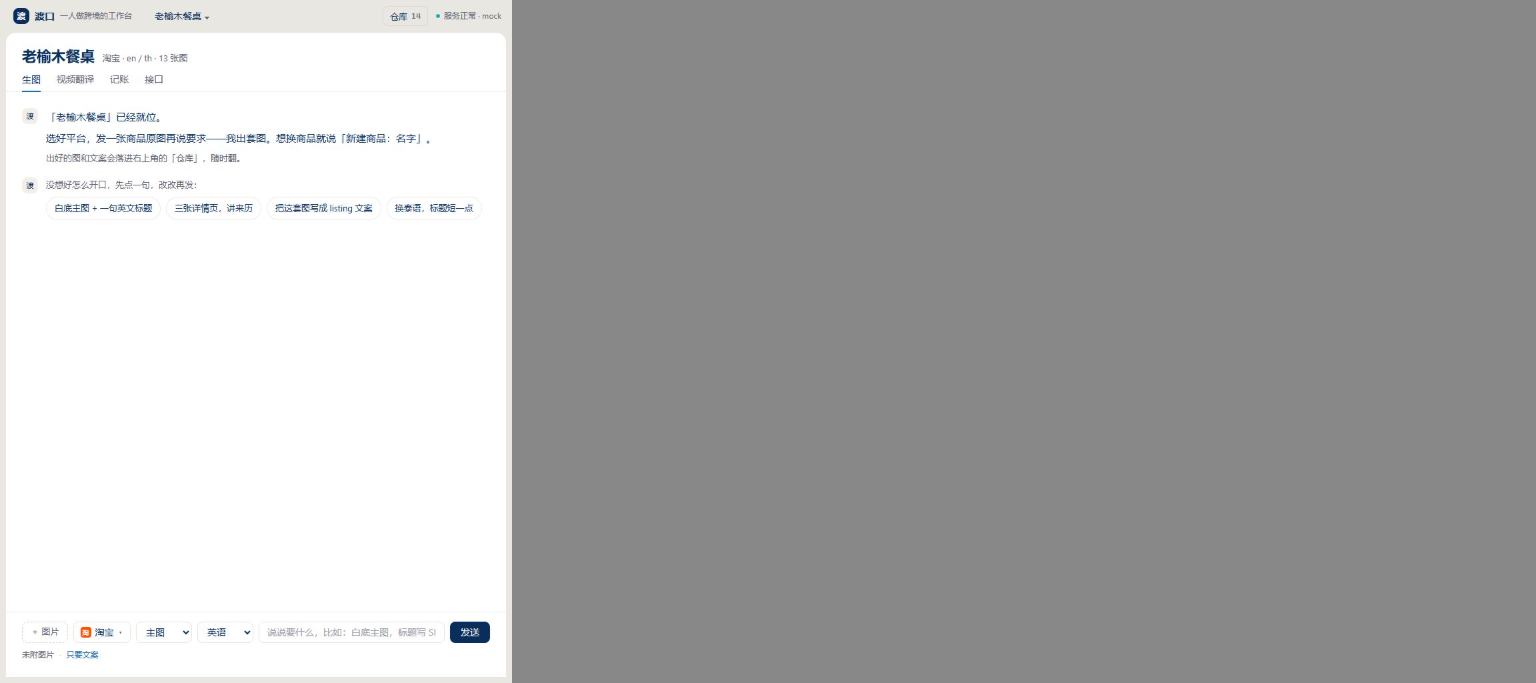 渡 渡口 一人做跨境的工作台 老榆木餐桌 仓库 14 服务正常 · mock
老榆木餐桌 淘宝 · en / th · 13 张图
生图 视频翻译 记账 接口
渡 「老榆木餐桌」已经就位。
选好平台，发一张商品原图再说要求——我出套图。想换商品就说「新建商品：名字」。
出好的图和文案会落进右上角的「仓库」，随时翻。
渡 没想好怎么开口，先点一句，改改再发：
白底主图 + 一句英文标题 三张详情页，讲来历 把这套图写成 listing 文案 换泰语，标题短一点
+ 图片 淘 淘宝 主图 英语 说说要什么，比如：白底主图，标题写 Sl 发送
未附图片 · 只要文案